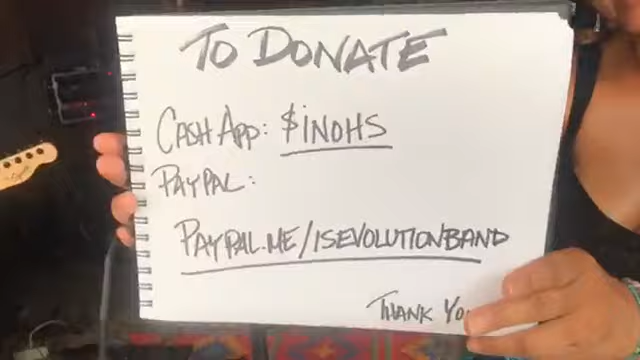 TO DONATE
CASH APP: $INOHS
PAYPAL:
PAYPAL.ME/ISEVOLUTIONBAND
THANK YO